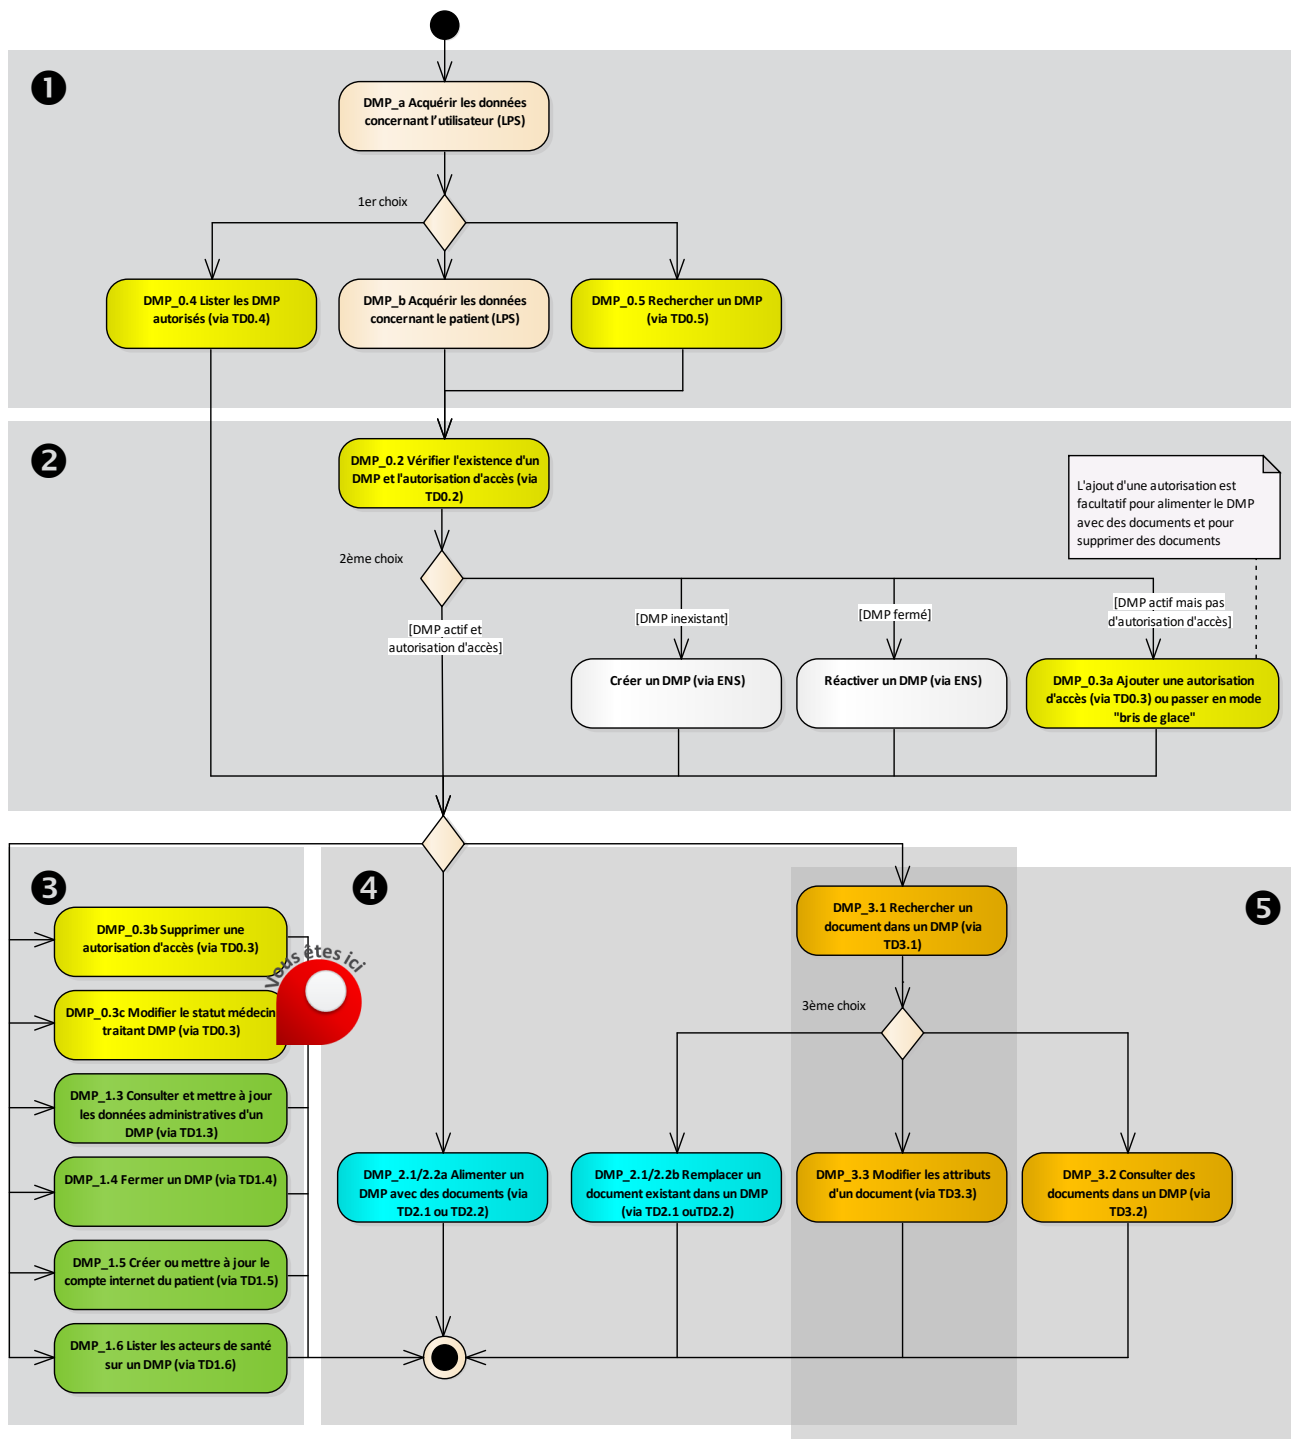 ❶
DMP_a Acquérir les données
concernant l'utilisateur (LPS)
1er choix
DMP_0.4 Lister les DMP
autorisés (via TD0.4)
DMP_b Acquérir les données
concernant le patient (LPS)
DMP_0.5 Rechercher un DMP
(via TD0.5)
❷
DMP_0.2 Vérifier l'existence d'un
DMP et l'autorisation d'accès (via
TD0.2)
L'ajout d'une autorisation est
facultatif pour alimenter le DMP
avec des documents et pour
supprimer des documents
2ème choix
[DMP actif et
autorisation d'accès]
[DMP inexistant]
[DMP fermé]
[DMP actif mais pas
d'autorisation d'accès]
Créer un DMP (via ENS)
Réactiver un DMP (via ENS)
DMP_0.3a Ajouter une autorisation
d'accès (via TD0.3) ou passer en mode
"bris de glace"
❸
DMP_0.3b Supprimer une
autorisation d'accès (via TD0.3)
Vous êtes ici
DMP_0.3c Modifier le statut médecin
traitant DMP (via TD0.3)
DMP_1.3 Consulter et mettre à jour
les données administratives d'un
DMP (via TD1.3)
DMP_1.4 Fermer un DMP (via TD1.4)
DMP_1.5 Créer ou mettre à jour le
compte internet du patient (via TD1.5)
DMP_1.6 Lister les acteurs de santé
sur un DMP (via TD1.6)
❹
❺
DMP_3.1 Rechercher un
document dans un DMP (via
TD3.1)
3ème choix
DMP_2.1/2.2a Alimenter un
DMP avec des documents (via
TD2.1 ou TD2.2)
DMP_2.1/2.2b Remplacer un
document existant dans un DMP
(via TD2.1 ouTD2.2)
DMP_3.3 Modifier les attributs
d'un document (via TD3.3)
DMP_3.2 Consulter des
documents dans un DMP (via
TD3.2)